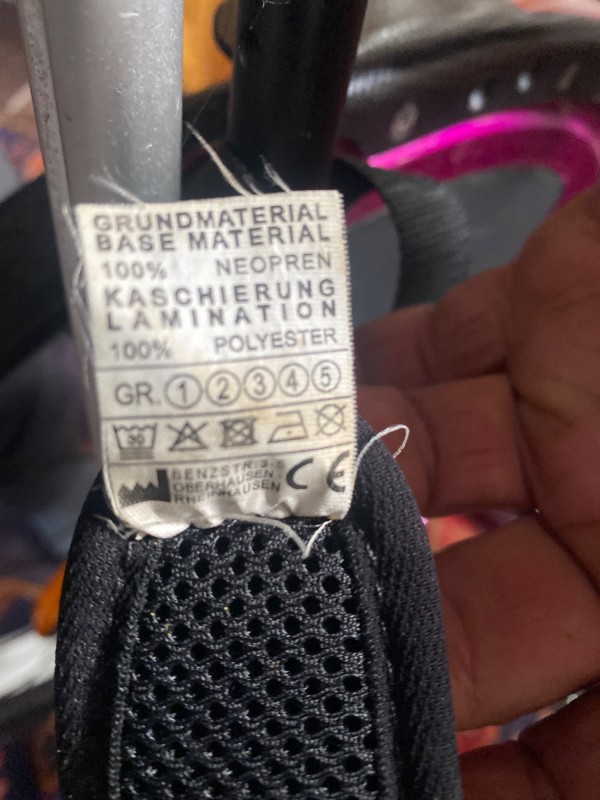 GRUNDMATERIAL
BASE MATERIAL
100% NEOPREN
KASCHIERUNG
LAMINATION
100% POLYESTER
GR. 1 2 3 4 5
30
BENZSTR. 3-5
OBERHAUSEN-
RHEINHAUSEN
CE